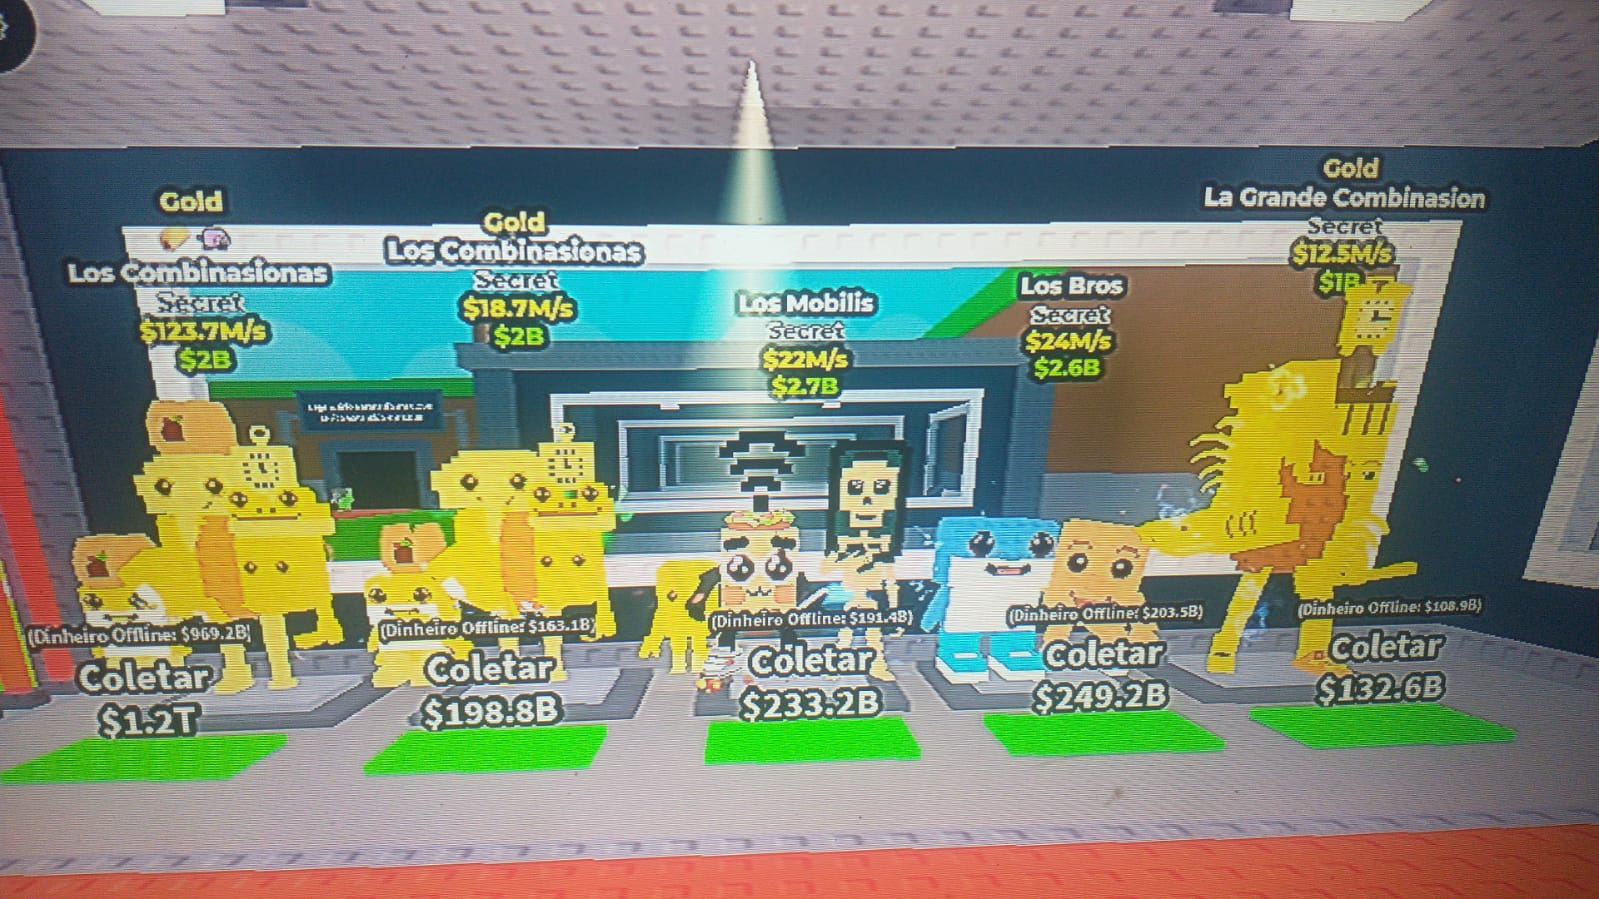 Gold
Los Combinasionas
Secret
$123.7M/s
$2B
Gold
Los Combinasionas
Secret
$18.7M/s
$2B
Los Mobilis
Secret
$22M/s
$2.7B
Los Bros
Secret
$24M/s
$2.6B
Gold
La Grande Combinasion
Secret
$12.5M/s
$1B
(Dinheiro Offline: $969.2B)
Coletar
$1.2T
(Dinheiro Offline: $163.1B)
Coletar
$198.8B
(Dinheiro Offline: $191.4B)
Coletar
$233.2B
(Dinheiro Offline: $203.5B)
Coletar
$249.2B
(Dinheiro Offline: $108.9B)
Coletar
$132.6B